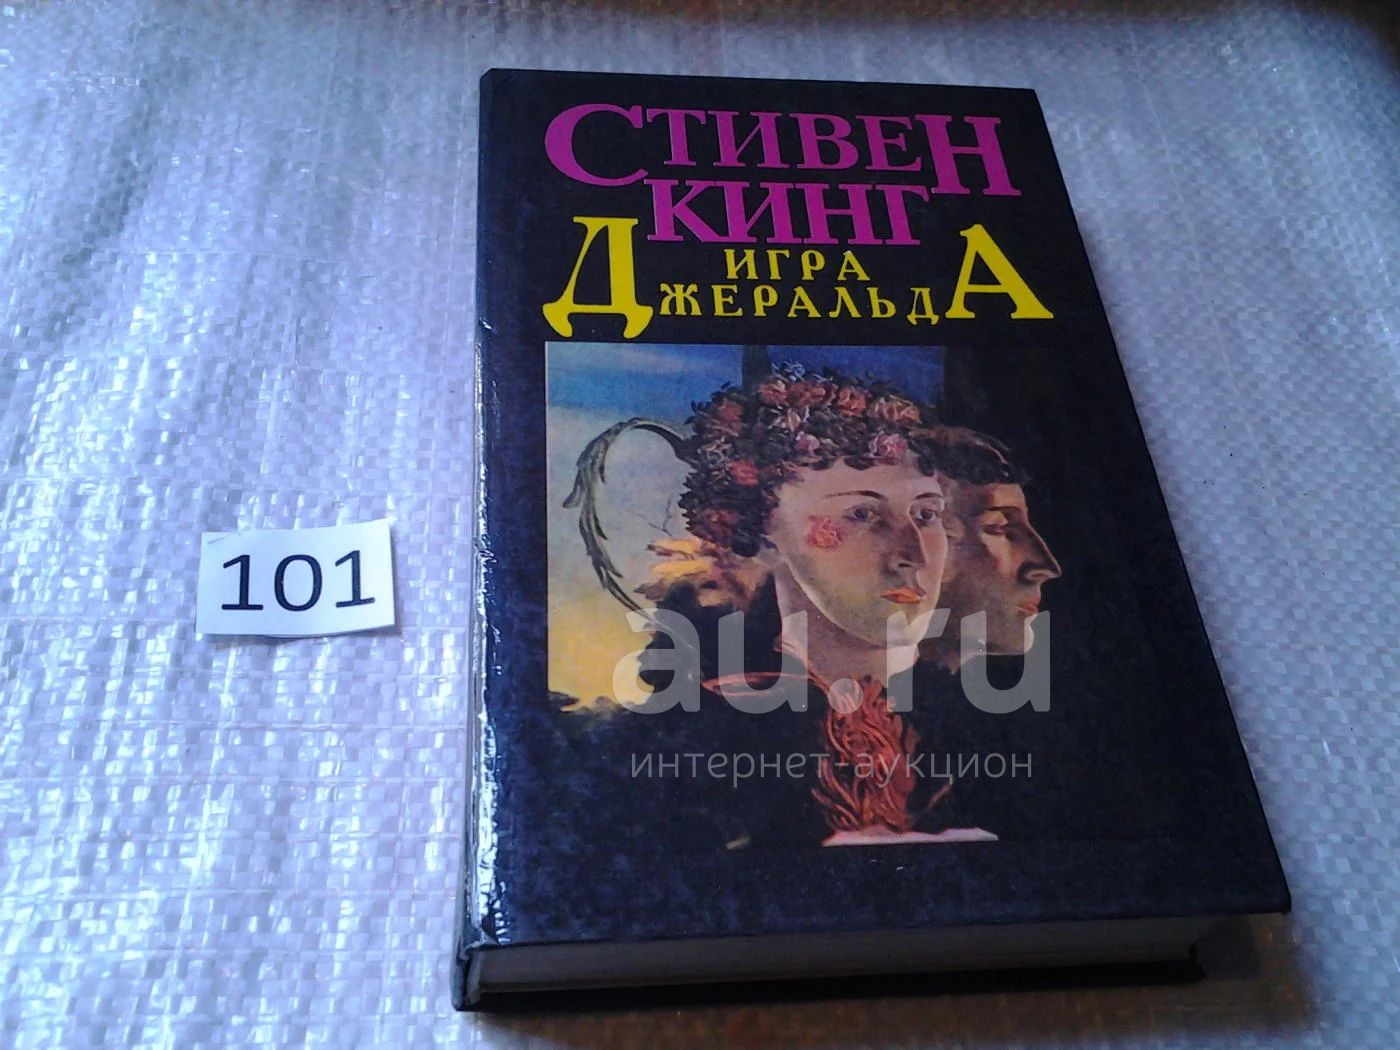 СТИВЕН
КИНГ
ИГРА
ДЖЕРАЛЬДА
101
au.ru
интернет-аукцион